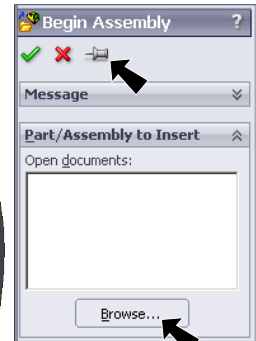 Begin Assembly ?
Message
Part/Assembly to Insert
Open documents:
Browse...